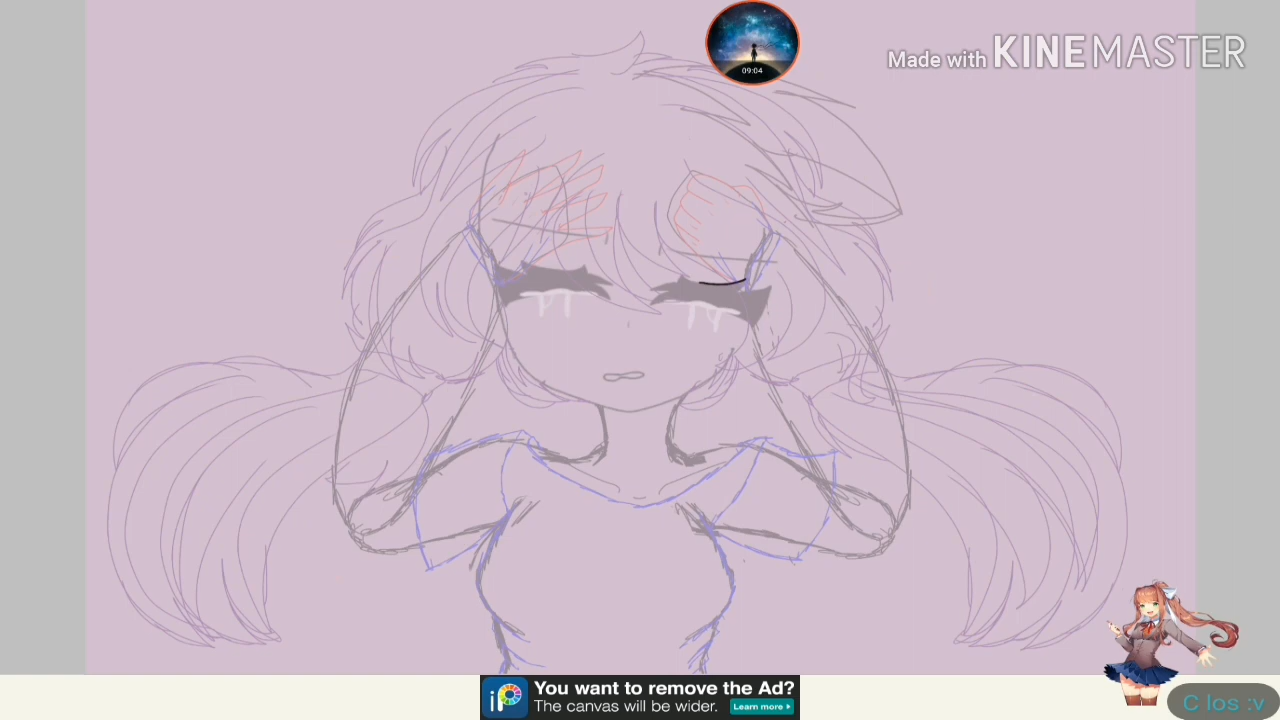 09:04
Made with KINEMASTER
iP
You want to remove the Ad?
The canvas will be wider.
Learn more
C los :v